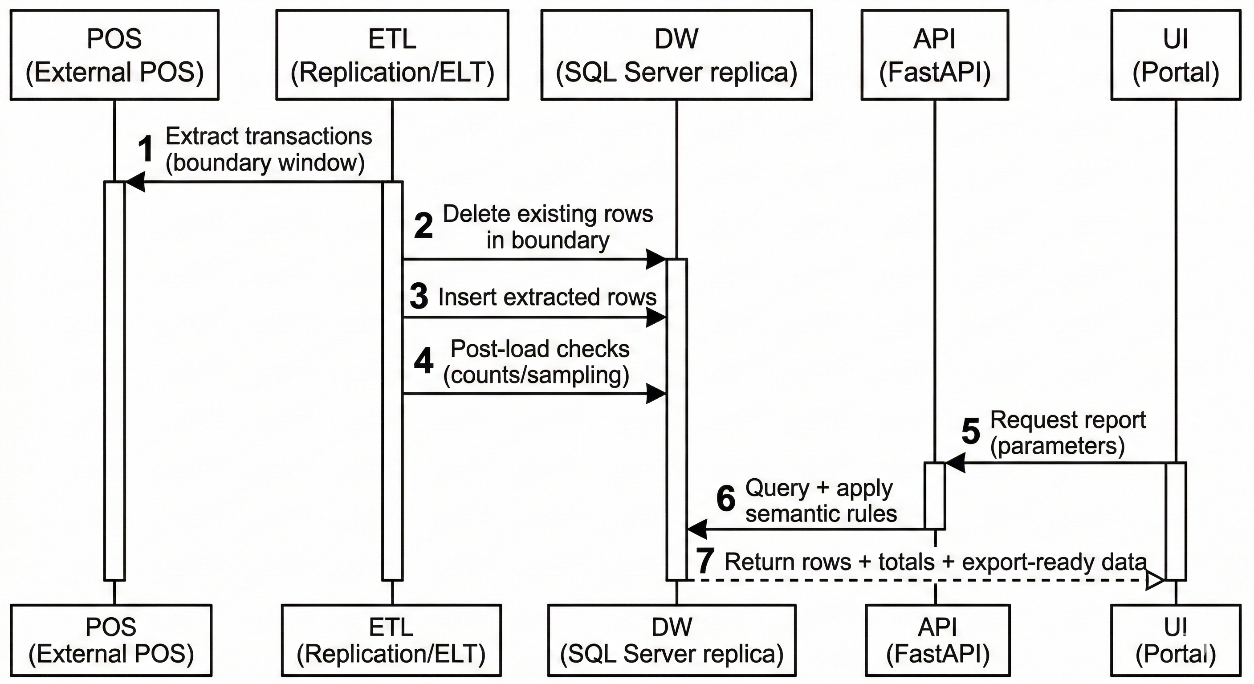 POS
(External POS)
ETL
(Replication/ELT)
DW
(SQL Server replica)
API
(FastAPI)
UI
(Portal)
1 Extract transactions
(boundary window)
2 Delete existing rows
in boundary
3 Insert extracted rows
4 Post-load checks
(counts/sampling)
5 Request report
(parameters)
6 Query + apply
semantic rules
7 Return rows + totals + export-ready data
POS
(External POS)
ETL
(Replication/ELT)
DW
(SQL Server replica)
API
(FastAPI)
UI
(Portal)